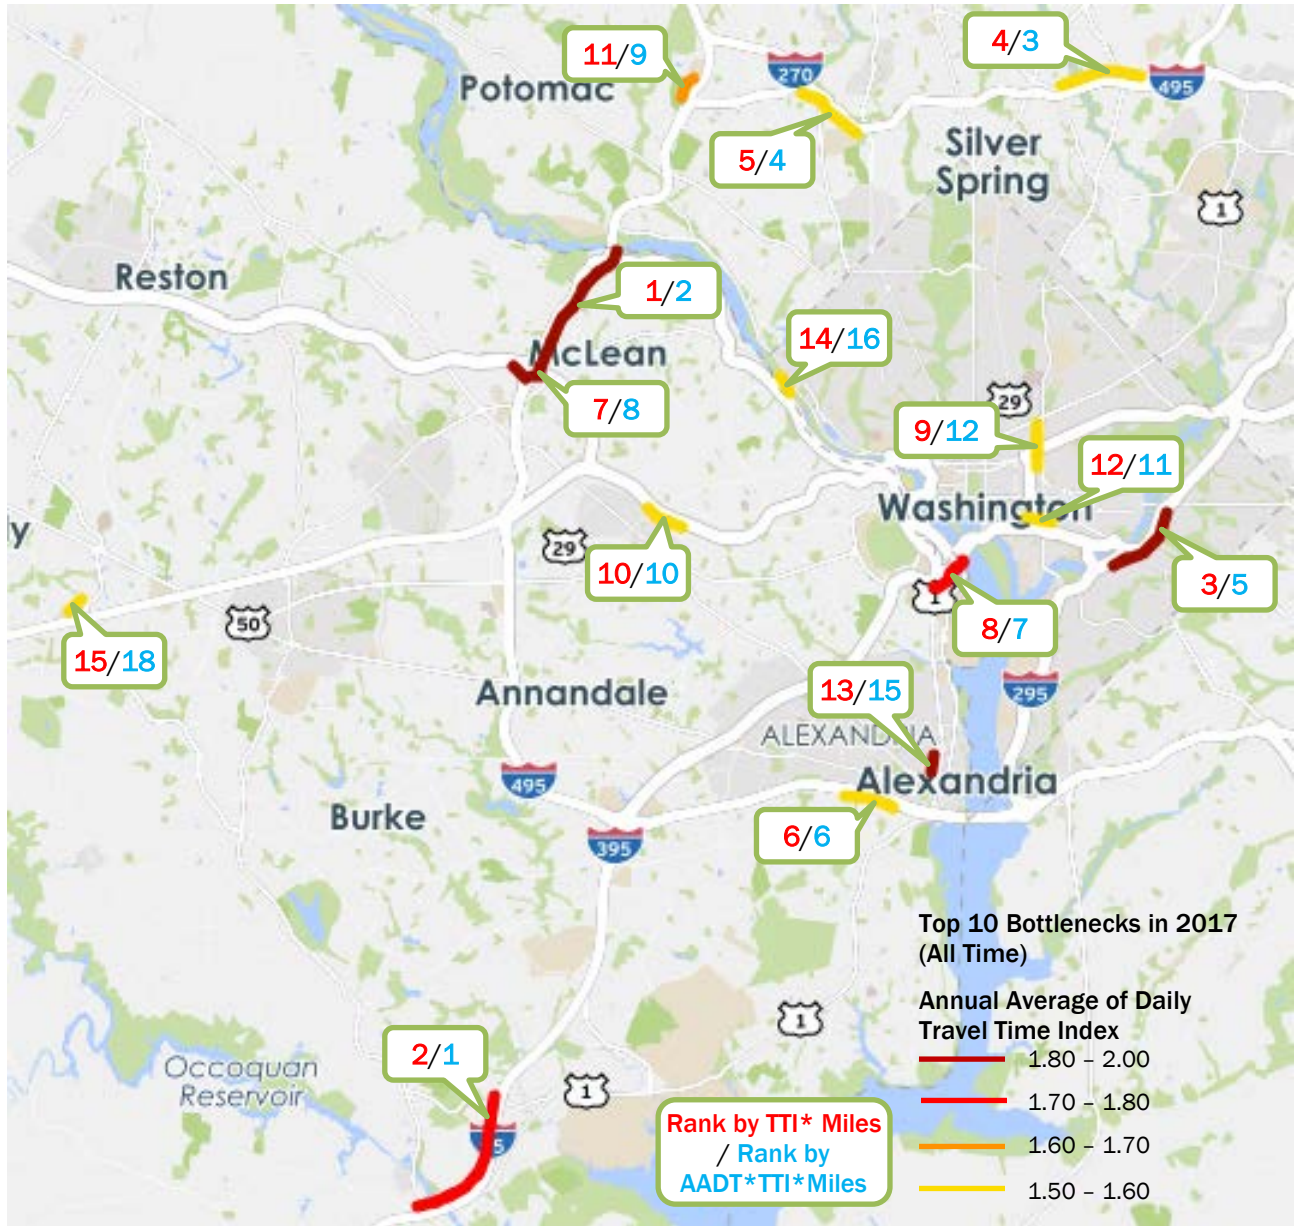 4/3
11/9
270
Potomac
495
5/4
Silver
Spring
1
Reston
1/2
14/16
McLean
7/8
29
9/12
12/11
Washington
y
29
10/10
3/5
1
50
8/7
15/18
13/15
295
Annandale
ALEXANDRIA
495
Alexandria
Burke
6/6
395
Top 10 Bottlenecks in 2017
(All Time)
Annual Average of Daily
Travel Time Index
1.80 – 2.00
1.70 – 1.80
1.60 – 1.70
1.50 – 1.60
1
2/1
Occoquan
Reservoir
1
5
Rank by TTI* Miles
/ Rank by
AADT*TTI*Miles